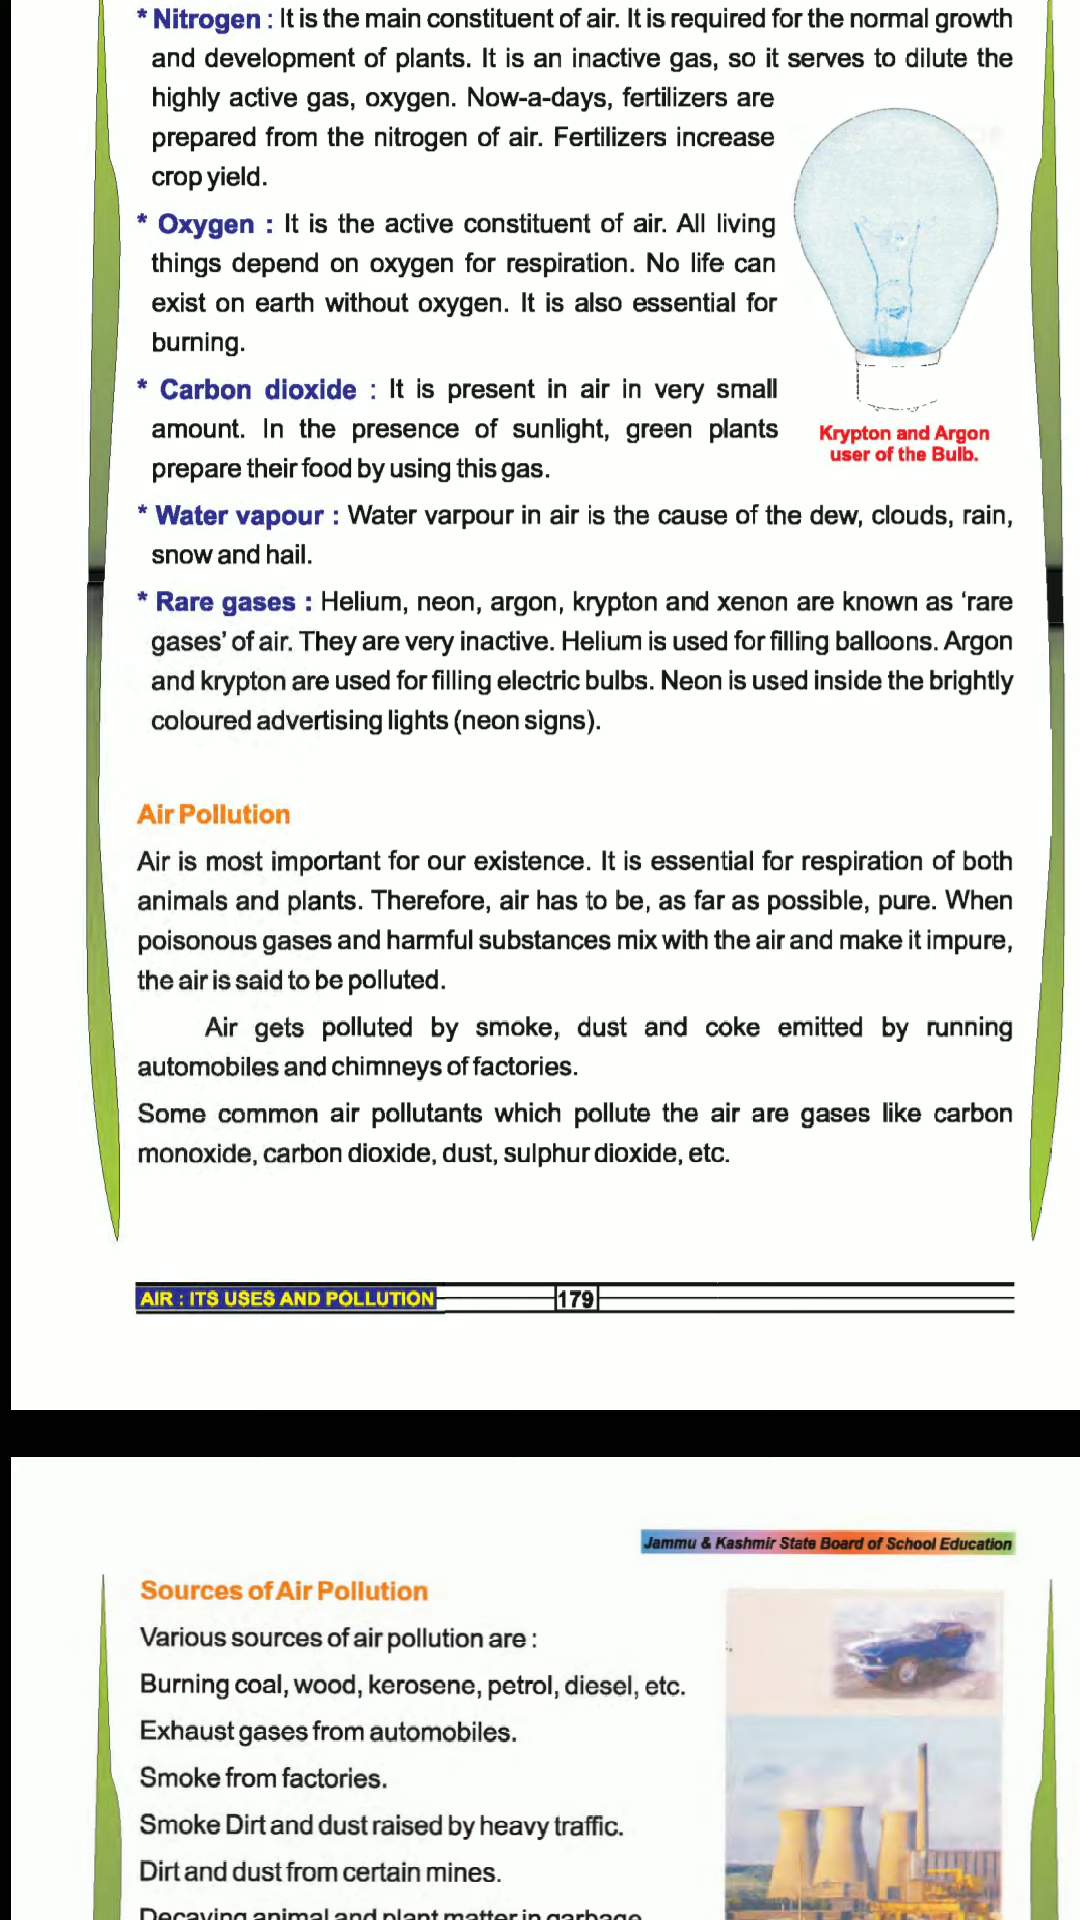 * Nitrogen : It is the main constituent of air. It is required for the normal growth
and development of plants. It is an inactive gas, so it serves to dilute the
highly active gas, oxygen. Now-a-days, fertilizers are
prepared from the nitrogen of air. Fertilizers increase
crop yield.
* Oxygen : It is the active constituent of air. All living
things depend on oxygen for respiration. No life can
exist on earth without oxygen. It is also essential for
burning.
* Carbon dioxide : It is present in air in very small
amount. In the presence of sunlight, green plants
prepare their food by using this gas.
Krypton and Argon
user of the Bulb.
* Water vapour : Water varpour in air is the cause of the dew, clouds, rain,
snow and hail.
* Rare gases : Helium, neon, argon, krypton and xenon are known as ‘rare
gases’ of air. They are very inactive. Helium is used for filling balloons. Argon
and krypton are used for filling electric bulbs. Neon is used inside the brightly
coloured advertising lights (neon signs).
Air Pollution
Air is most important for our existence. It is essential for respiration of both
animals and plants. Therefore, air has to be, as far as possible, pure. When
poisonous gases and harmful substances mix with the air and make it impure,
the air is said to be polluted.
Air gets polluted by smoke, dust and coke emitted by running
automobiles and chimneys of factories.
Some common air pollutants which pollute the air are gases like carbon
monoxide, carbon dioxide, dust, sulphur dioxide, etc.
AIR : ITS USES AND POLLUTION 179
Jammu & Kashmir State Board of School Education
Sources of Air Pollution
Various sources of air pollution are :
Burning coal, wood, kerosene, petrol, diesel, etc.
Exhaust gases from automobiles.
Smoke from factories.
Smoke Dirt and dust raised by heavy traffic.
Dirt and dust from certain mines.
Decaying animal and plant matter in garbage